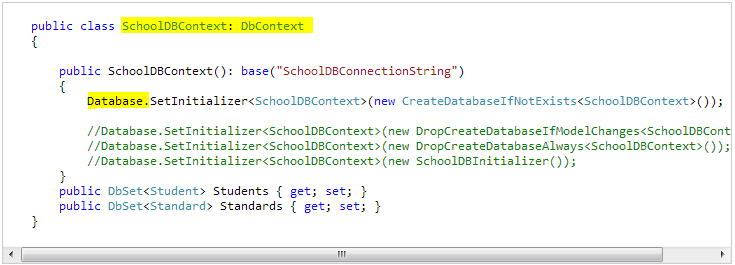 public class SchoolDBContext: DbContext
{
public SchoolDBContext(): base("SchoolDBConnectionString")
{
Database.SetInitializer<SchoolDBContext>(new CreateDatabaseIfNotExists<SchoolDBContext>());
//Database.SetInitializer<SchoolDBContext>(new DropCreateDatabaseIfModelChanges<SchoolDBCont
//Database.SetInitializer<SchoolDBContext>(new DropCreateDatabaseAlways<SchoolDBContext>());
//Database.SetInitializer<SchoolDBContext>(new SchoolDBInitializer());
}
public DbSet<Student> Students { get; set; }
public DbSet<Standard> Standards { get; set; }
}